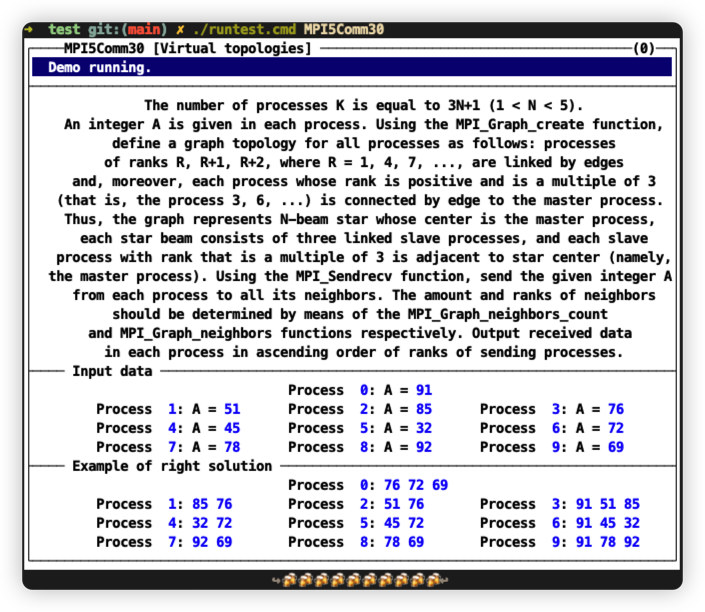 → test git:(main) ✗ ./runtest.cmd MPI5Comm30
MPI5Comm30 [Virtual topologies] (0)
Demo running.
The number of processes K is equal to 3N+1 (1 < N < 5).
An integer A is given in each process. Using the MPI_Graph_create function,
define a graph topology for all processes as follows: processes
of ranks R, R+1, R+2, where R = 1, 4, 7, ..., are linked by edges
and, moreover, each process whose rank is positive and is a multiple of 3
(that is, the process 3, 6, ...) is connected by edge to the master process.
Thus, the graph represents N-beam star whose center is the master process,
each star beam consists of three linked slave processes, and each slave
process with rank that is a multiple of 3 is adjacent to star center (namely,
the master process). Using the MPI_Sendrecv function, send the given integer A
from each process to all its neighbors. The amount and ranks of neighbors
should be determined by means of the MPI_Graph_neighbors_count
and MPI_Graph_neighbors functions respectively. Output received data
in each process in ascending order of ranks of sending processes.
Input data
Process 0: A = 91
Process 1: A = 51 Process 2: A = 85 Process 3: A = 76
Process 4: A = 45 Process 5: A = 32 Process 6: A = 72
Process 7: A = 78 Process 8: A = 92 Process 9: A = 69
Example of right solution
Process 0: 76 72 69
Process 1: 85 76 Process 2: 51 76 Process 3: 91 51 85
Process 4: 32 72 Process 5: 45 72 Process 6: 91 45 32
Process 7: 92 69 Process 8: 78 69 Process 9: 91 78 92